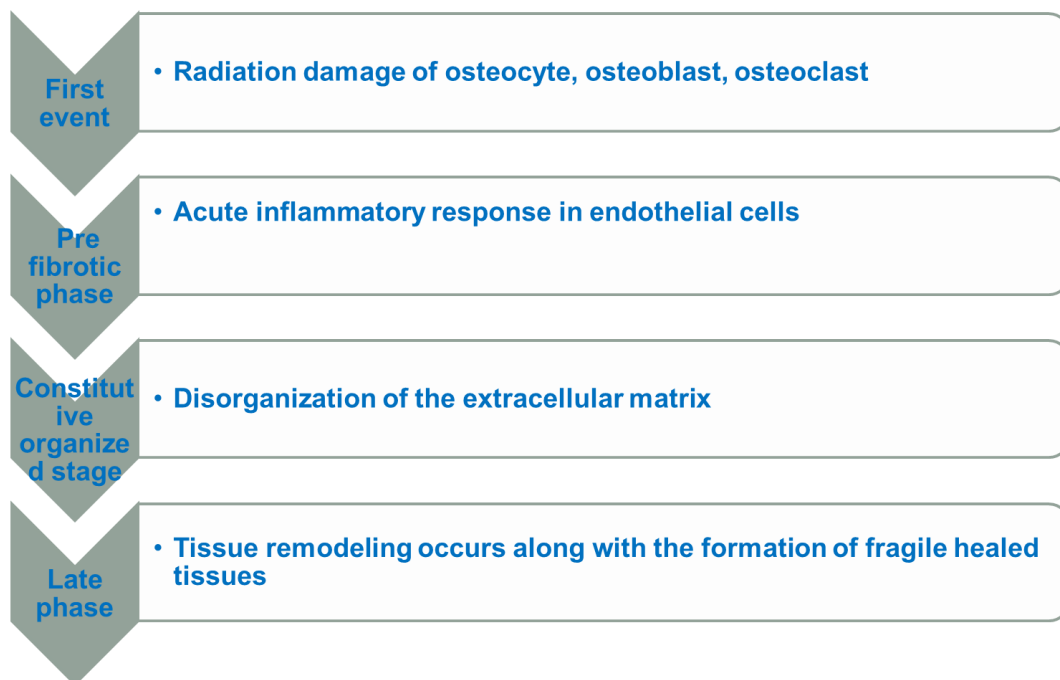 First
event
• Radiation damage of osteocyte, osteoblast, osteoclast
Pre
fibrotic
phase
• Acute inflammatory response in endothelial cells
Constitut
ive
organize
d stage
• Disorganization of the extracellular matrix
Late
phase
• Tissue remodeling occurs along with the formation of fragile healed
tissues